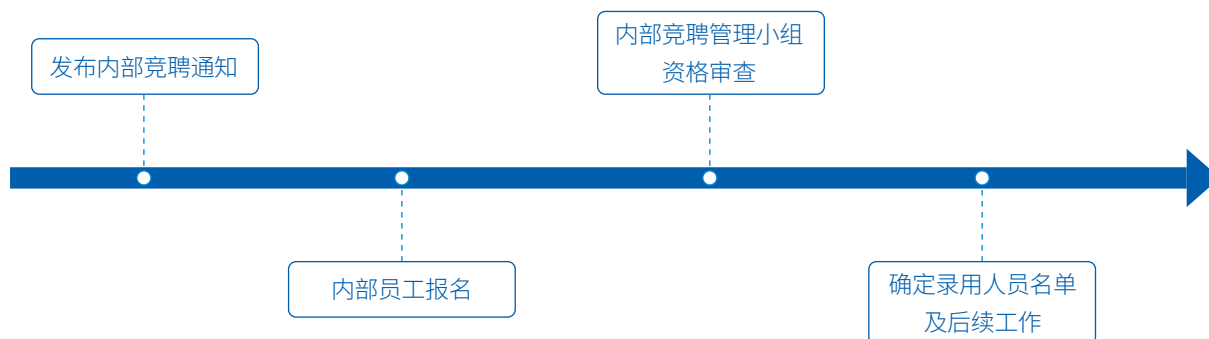 发布内部竞聘通知
内部员工报名
内部竞聘管理小组
资格审查
确定录用人员名单
及后续工作